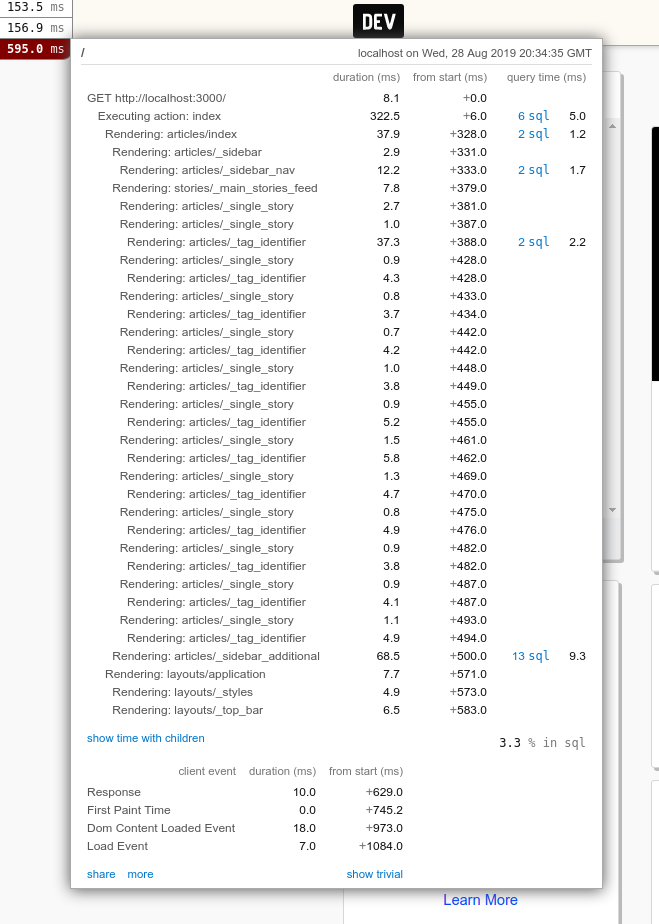 153.5 ms
156.9 ms
595.0 ms
DEV
/ localhost on Wed, 28 Aug 2019 20:34:35 GMT
duration (ms) from start (ms) query time (ms)
GET http://localhost:3000/ 8.1 +0.0
Executing action: index 322.5 +6.0 6 sql 5.0
Rendering: articles/index 37.9 +328.0 2 sql 1.2
Rendering: articles/_sidebar 2.9 +331.0
Rendering: articles/_sidebar_nav 12.2 +333.0 2 sql 1.7
Rendering: stories/_main_stories_feed 7.8 +379.0
Rendering: articles/_single_story 2.7 +381.0
Rendering: articles/_single_story 1.0 +387.0
Rendering: articles/_tag_identifier 37.3 +388.0 2 sql 2.2
Rendering: articles/_single_story 0.9 +428.0
Rendering: articles/_tag_identifier 4.3 +428.0
Rendering: articles/_single_story 0.8 +433.0
Rendering: articles/_tag_identifier 3.7 +434.0
Rendering: articles/_single_story 0.7 +442.0
Rendering: articles/_tag_identifier 4.2 +442.0
Rendering: articles/_single_story 1.0 +448.0
Rendering: articles/_tag_identifier 3.8 +449.0
Rendering: articles/_single_story 0.9 +455.0
Rendering: articles/_tag_identifier 5.2 +455.0
Rendering: articles/_single_story 1.5 +461.0
Rendering: articles/_tag_identifier 5.8 +462.0
Rendering: articles/_single_story 1.3 +469.0
Rendering: articles/_tag_identifier 4.7 +470.0
Rendering: articles/_single_story 0.8 +475.0
Rendering: articles/_tag_identifier 4.9 +476.0
Rendering: articles/_single_story 0.9 +482.0
Rendering: articles/_tag_identifier 3.8 +482.0
Rendering: articles/_single_story 0.9 +487.0
Rendering: articles/_tag_identifier 4.1 +487.0
Rendering: articles/_single_story 1.1 +493.0
Rendering: articles/_tag_identifier 4.9 +494.0
Rendering: articles/_sidebar_additional 68.5 +500.0 13 sql 9.3
Rendering: layouts/application 7.7 +571.0
Rendering: layouts/_styles 4.9 +573.0
Rendering: layouts/_top_bar 6.5 +583.0
show time with children 3.3 % in sql
client event duration (ms) from start (ms)
Response 10.0 +629.0
First Paint Time 0.0 +745.2
Dom Content Loaded Event 18.0 +973.0
Load Event 7.0 +1084.0
share more show trivial
Learn More